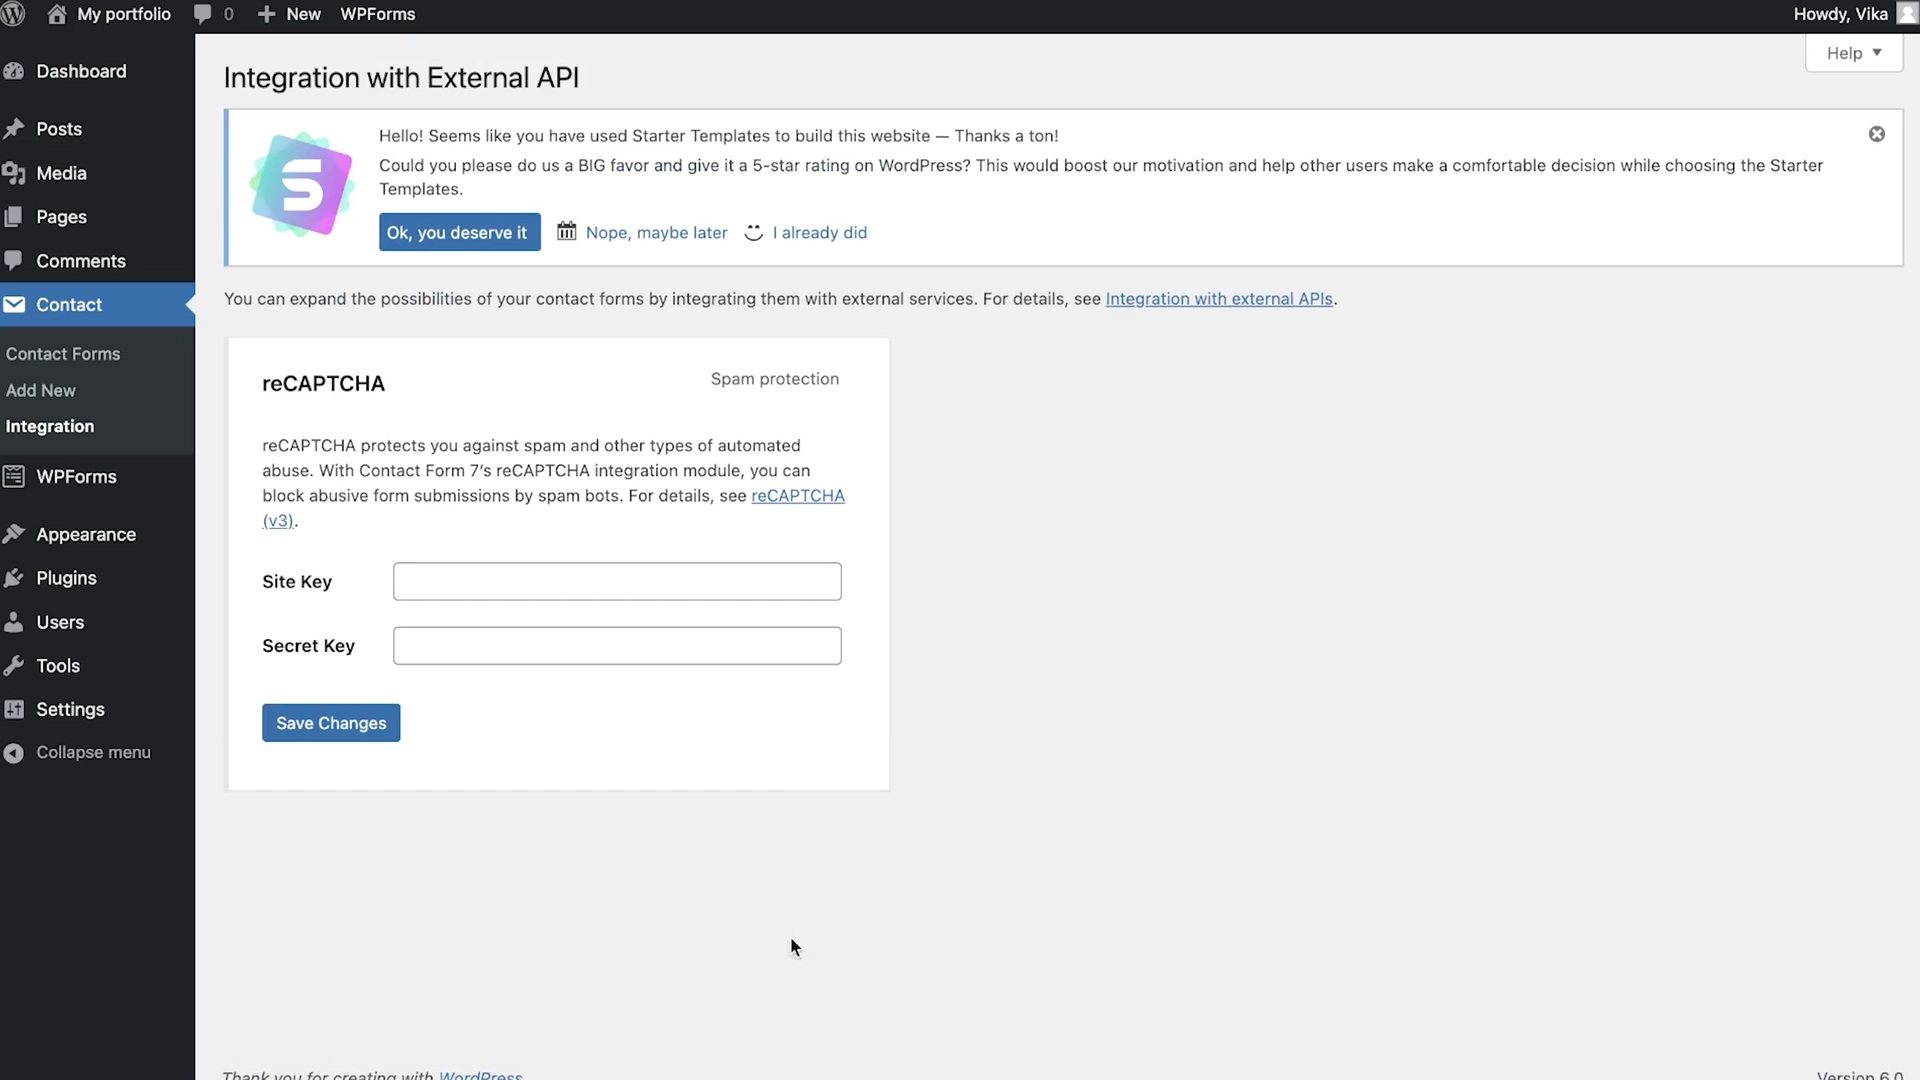 My portfolio 0 New WPForms Howdy, Vika
Help
Dashboard
Posts
Media
Pages
Comments
Contact
Contact Forms
Add New
Integration
WPForms
Appearance
Plugins
Users
Tools
Settings
Collapse menu
Integration with External API
Hello! Seems like you have used Starter Templates to build this website — Thanks a ton!
Could you please do us a BIG favor and give it a 5-star rating on WordPress? This would boost our motivation and help other users make a comfortable decision while choosing the Starter
Templates.
Ok, you deserve it Nope, maybe later I already did
You can expand the possibilities of your contact forms by integrating them with external services. For details, see Integration with external APIs.
reCAPTCHA Spam protection
reCAPTCHA protects you against spam and other types of automated
abuse. With Contact Form 7’s reCAPTCHA integration module, you can
block abusive form submissions by spam bots. For details, see reCAPTCHA
(v3).
Site Key
Secret Key
Save Changes
Thank you for creating with WordPress
Version 6.0